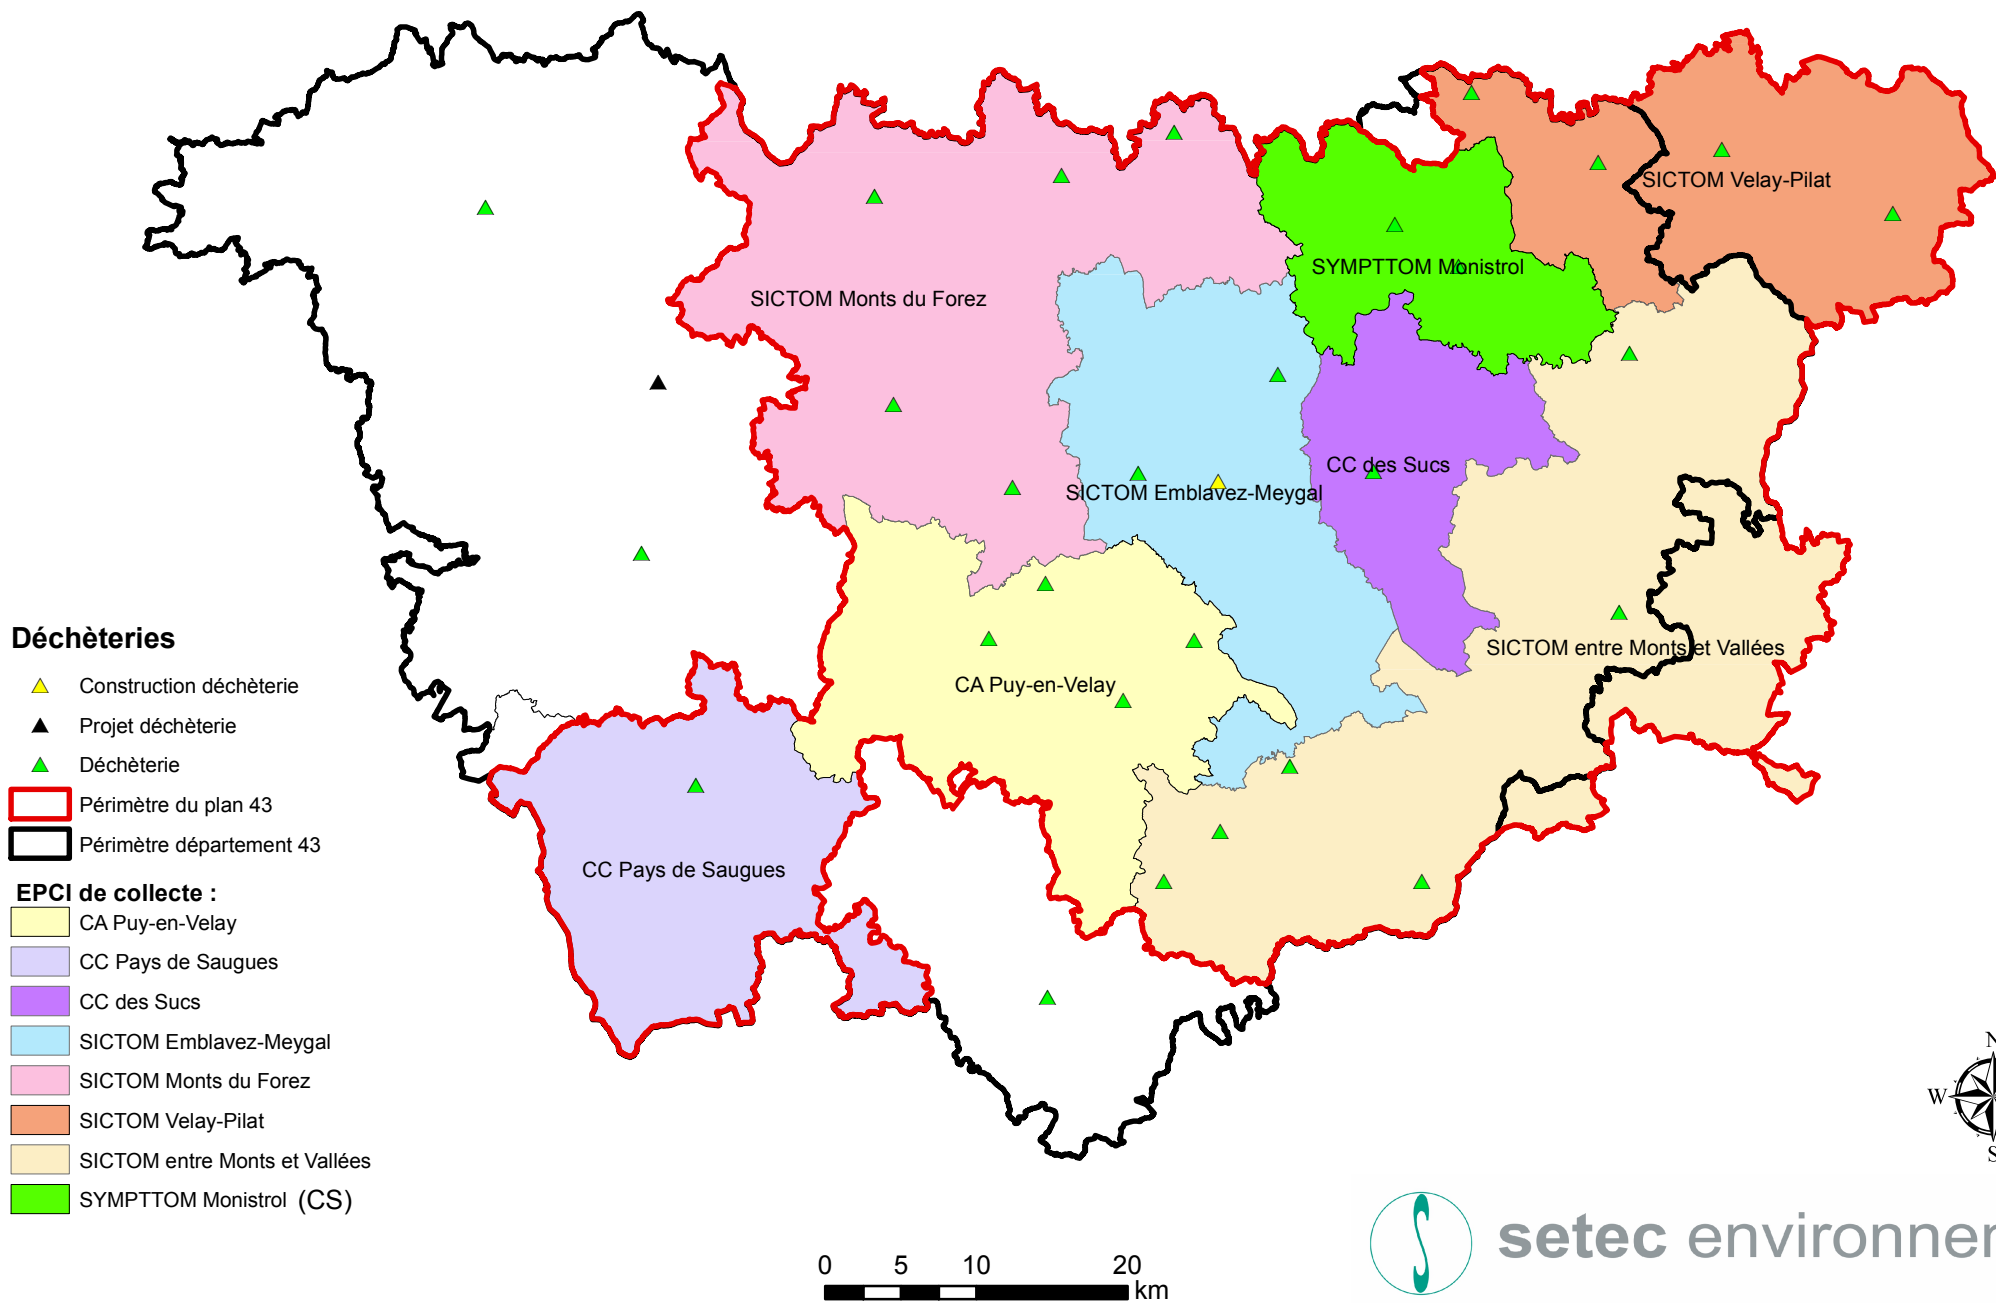 SICTOM Velay-Pilat
SYMPTTOM Monistrol
SICTOM Monts du Forez
CC des Sucs
SICTOM Emblavez-Meygal
SICTOM entre Monts et Vallées
CA Puy-en-Velay
CC Pays de Saugues
Déchèteries
Construction déchèterie
Projet déchèterie
Déchèterie
Périmètre du plan 43
Périmètre département 43
EPCI de collecte :
CA Puy-en-Velay
CC Pays de Saugues
CC des Sucs
SICTOM Emblavez-Meygal
SICTOM Monts du Forez
SICTOM Velay-Pilat
SICTOM entre Monts et Vallées
SYMPTTOM Monistrol (CS)
N
W
S
0 5 10 20
km
setec environner